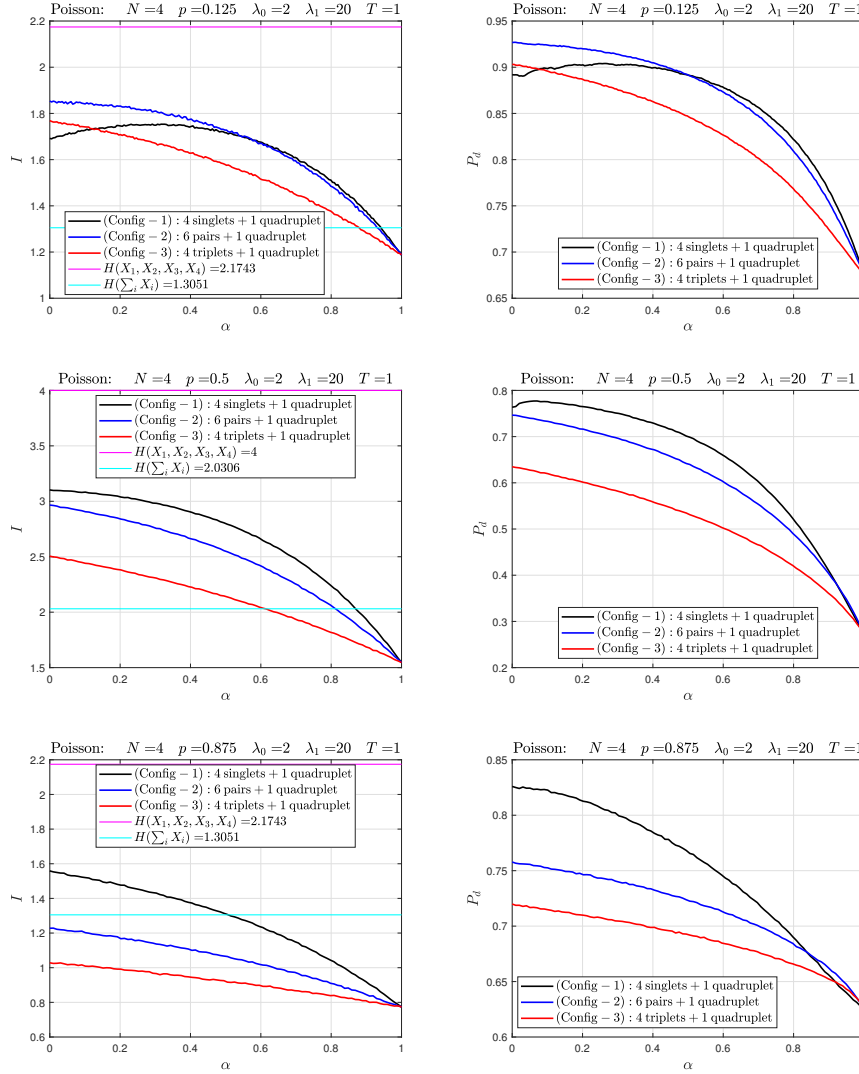 Poisson: N =4 p =0.125 λ₀ =2 λ₁ =20 T =1
2.2
2
1.8
1.6
1.4
1.2
1
I
(Config − 1) : 4 singlets + 1 quadruplet
(Config − 2) : 6 pairs + 1 quadruplet
(Config − 3) : 4 triplets + 1 quadruplet
H(X₁, X₂, X₃, X₄) =2.1743
H(∑ᵢ Xᵢ) =1.3051
0 0.2 0.4 0.6 0.8 1
α
Poisson: N =4 p =0.125 λ₀ =2 λ₁ =20 T =1
0.95
0.9
0.85
0.8
0.75
0.7
0.65
P_d
(Config − 1) : 4 singlets + 1 quadruplet
(Config − 2) : 6 pairs + 1 quadruplet
(Config − 3) : 4 triplets + 1 quadruplet
0 0.2 0.4 0.6 0.8
α
Poisson: N =4 p =0.5 λ₀ =2 λ₁ =20 T =1
4
3.5
3
2.5
2
1.5
I
(Config − 1) : 4 singlets + 1 quadruplet
(Config − 2) : 6 pairs + 1 quadruplet
(Config − 3) : 4 triplets + 1 quadruplet
H(X₁, X₂, X₃, X₄) =4
H(∑ᵢ Xᵢ) =2.0306
0 0.2 0.4 0.6 0.8 1
α
Poisson: N =4 p =0.5 λ₀ =2 λ₁ =20 T =1
0.8
0.7
0.6
0.5
0.4
0.3
0.2
P_d
(Config − 1) : 4 singlets + 1 quadruplet
(Config − 2) : 6 pairs + 1 quadruplet
(Config − 3) : 4 triplets + 1 quadruplet
0 0.2 0.4 0.6 0.8
α
Poisson: N =4 p =0.875 λ₀ =2 λ₁ =20 T =1
2.2
2
1.8
1.6
1.4
1.2
1
0.8
0.6
I
(Config − 1) : 4 singlets + 1 quadruplet
(Config − 2) : 6 pairs + 1 quadruplet
(Config − 3) : 4 triplets + 1 quadruplet
H(X₁, X₂, X₃, X₄) =2.1743
H(∑ᵢ Xᵢ) =1.3051
0 0.2 0.4 0.6 0.8 1
α
Poisson: N =4 p =0.875 λ₀ =2 λ₁ =20 T =1
0.85
0.8
0.75
0.7
0.65
0.6
P_d
(Config − 1) : 4 singlets + 1 quadruplet
(Config − 2) : 6 pairs + 1 quadruplet
(Config − 3) : 4 triplets + 1 quadruplet
0 0.2 0.4 0.6 0.8
α